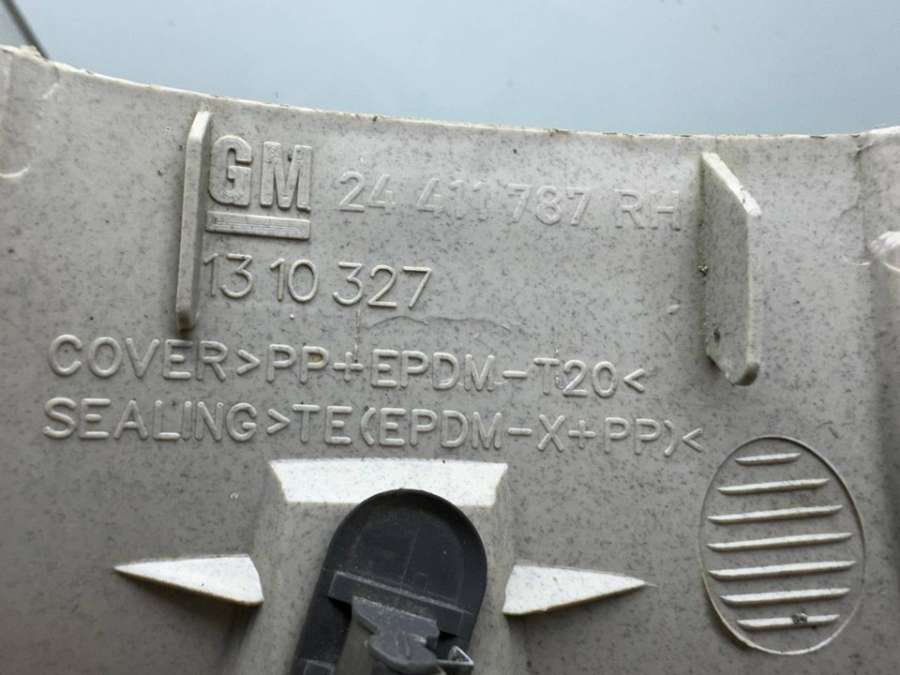 GM 24 411 787 RH
13 10 327
COVER>PP+EPDM-T20<
SEALING>TE(EPDM-X+PP)<